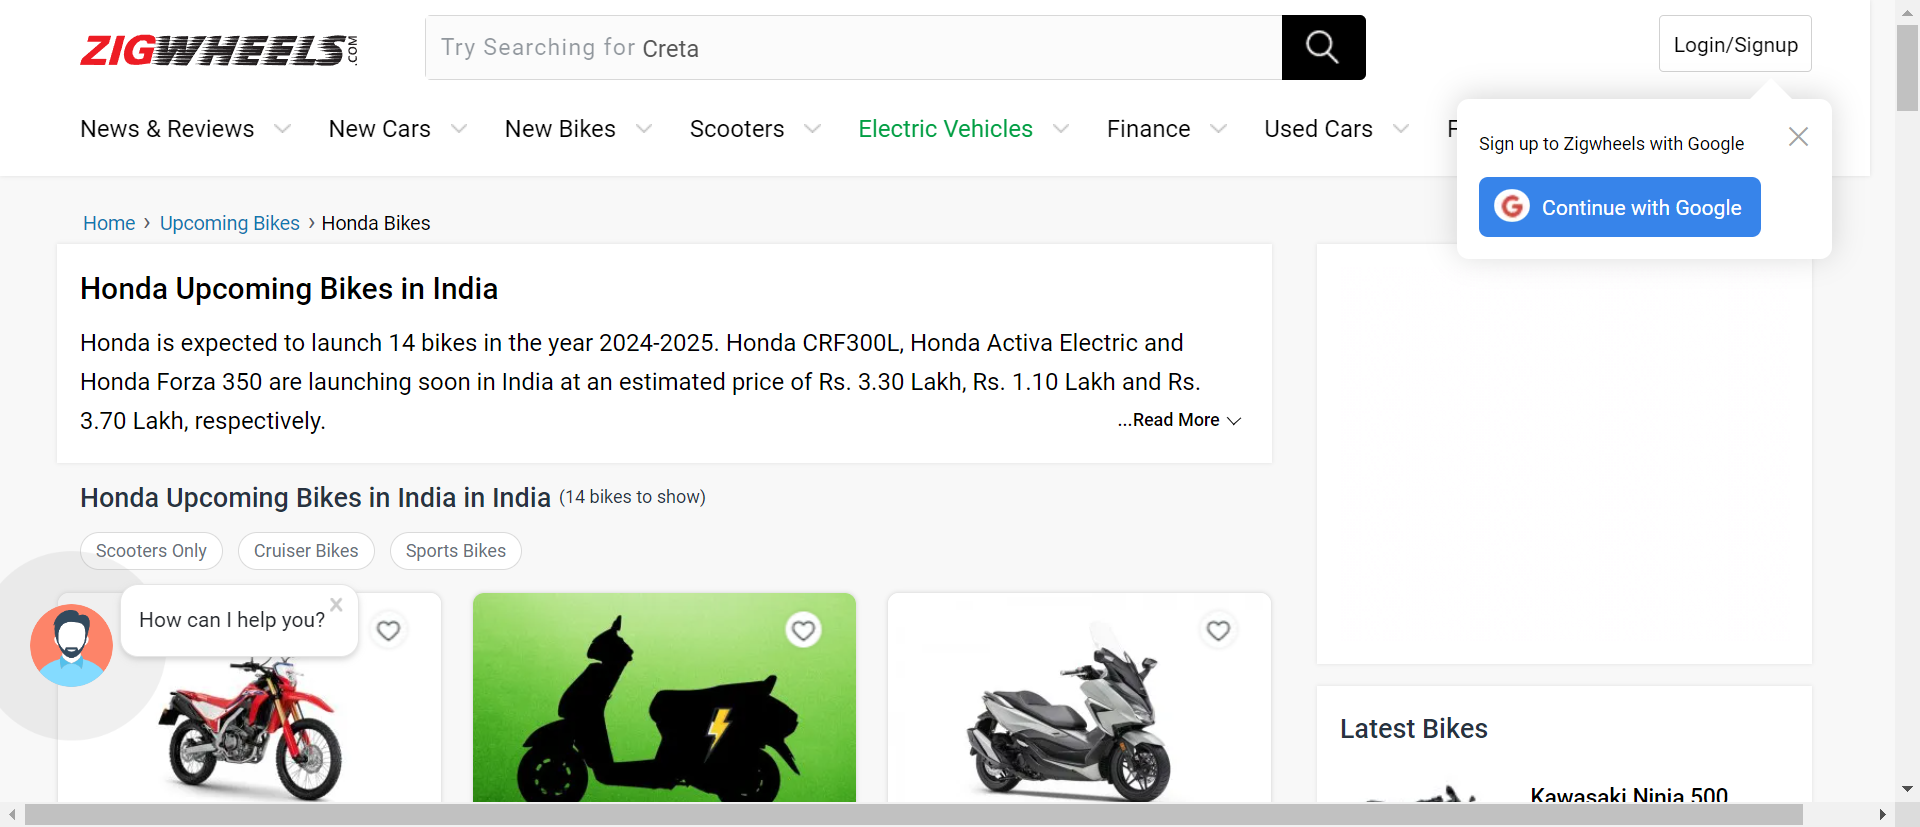 ZIGWHEELS.COM
Try Searching for Creta
Login/Signup
News & Reviews
New Cars
New Bikes
Scooters
Electric Vehicles
Finance
Used Cars
F
Sign up to Zigwheels with Google
G Continue with Google
Home › Upcoming Bikes › Honda Bikes
Honda Upcoming Bikes in India
Honda is expected to launch 14 bikes in the year 2024-2025. Honda CRF300L, Honda Activa Electric and
Honda Forza 350 are launching soon in India at an estimated price of Rs. 3.30 Lakh, Rs. 1.10 Lakh and Rs.
3.70 Lakh, respectively.
...Read More
Honda Upcoming Bikes in India in India (14 bikes to show)
Scooters Only
Cruiser Bikes
Sports Bikes
How can I help you?
Latest Bikes
Kawasaki Ninja 500